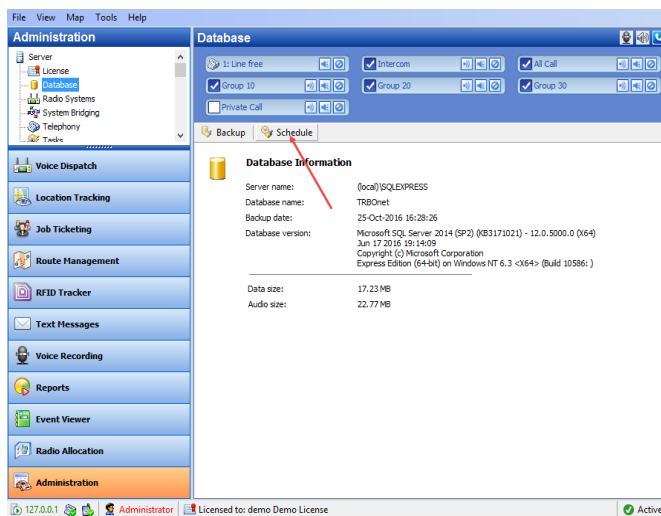 File View Map Tools Help
Administration
Database
Server
License
Database
Radio Systems
System Bridging
Telephony
Tasks
1: Line free
Intercom
All Call
Group 10
Group 20
Group 30
Private Call
Backup
Schedule
Voice Dispatch
Location Tracking
Job Ticketing
Route Management
RFID Tracker
Text Messages
Voice Recording
Reports
Event Viewer
Radio Allocation
Administration
Database Information
Server name: (local)\SQLEXPRESS
Database name: TRBOnet
Backup date: 25-Oct-2016 16:28:26
Database version: Microsoft SQL Server 2014 (SP2) (KB3171021) - 12.0.5000.0 (X64)
Jun 17 2016 19:14:09
Copyright (c) Microsoft Corporation
Express Edition (64-bit) on Windows NT 6.3 <X64> (Build 10586: )
Data size: 17.23 MB
Audio size: 22.77 MB
127.0.0.1
Administrator
Licensed to: demo Demo License
Active